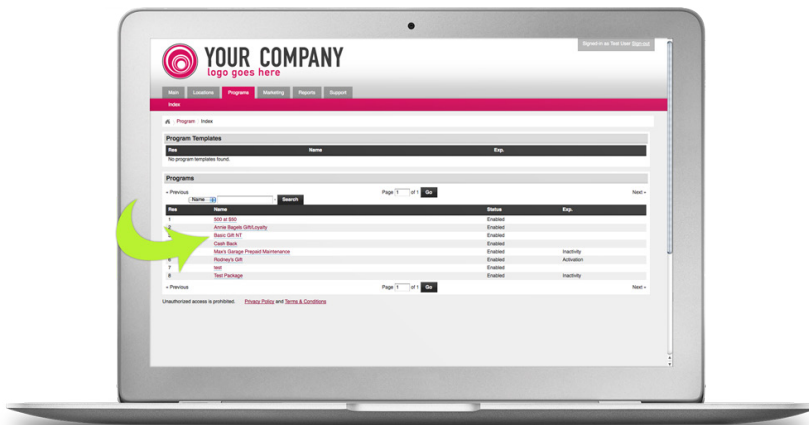 Signed-in as Test User Sign-out
YOUR COMPANY
logo goes here
Main Locations Programs Marketing Reports Support
Index
Program Index
Program Templates
Res Name Exp.
No program templates found.
Programs
« Previous Page 1 of 1 Go Next »
Name Search
Res Name Status Exp.
1 500 at $50 Enabled
2 Annie Bagels Gift/Loyalty Enabled
Basic Gift NT Enabled
Cash Back Enabled
Max's Garage Prepaid Maintenance Enabled Inactivity
6 Rodney's Gift Enabled Activation
7 test Enabled
8 Test Package Enabled Inactivity
« Previous Page 1 of 1 Go Next »
Unauthorized access is prohibited. Privacy Policy and Terms & Conditions